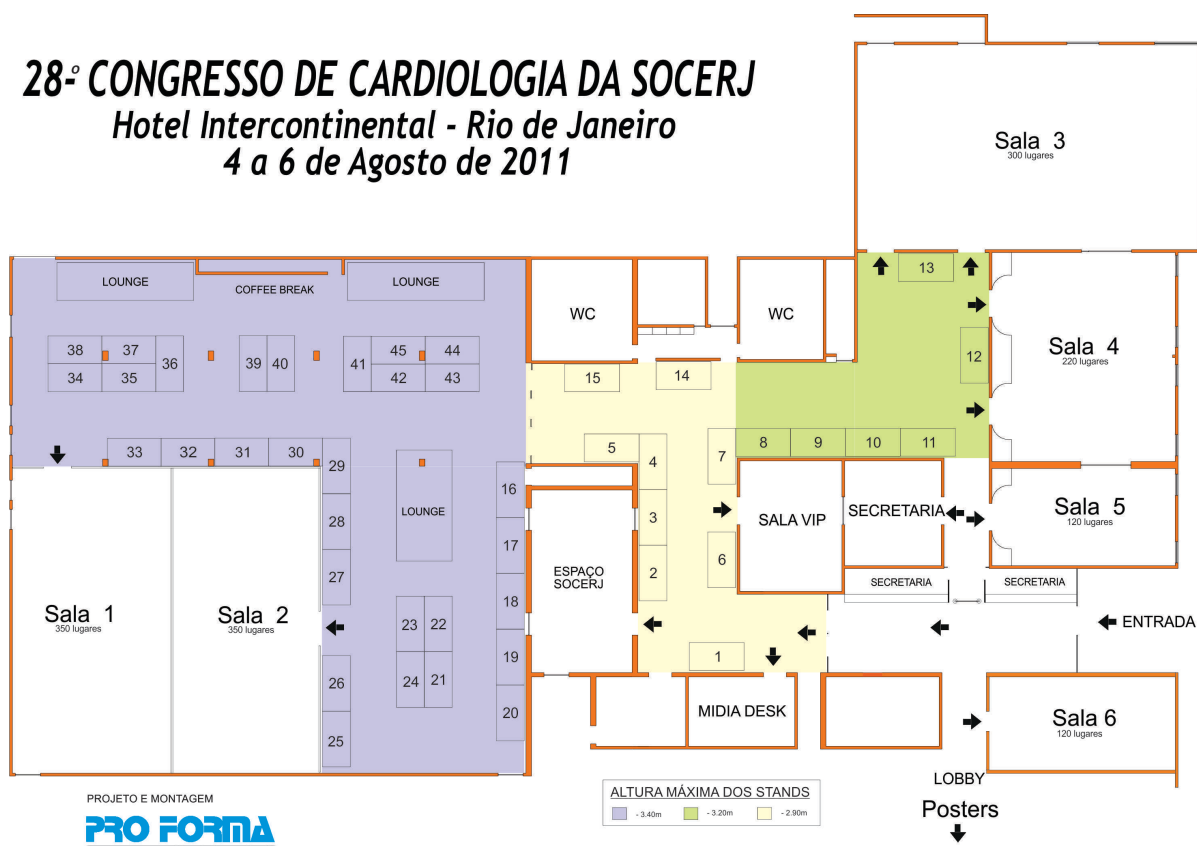 28-º CONGRESSO DE CARDIOLOGIA DA SOCERJ
Hotel Intercontinental - Rio de Janeiro
4 a 6 de Agosto de 2011
Sala 3
300 lugares
LOUNGE
COFFEE BREAK
LOUNGE
WC
WC
13
38
37
36
39
40
41
45
44
34
35
42
43
15
14
12
Sala 4
220 lugares
33
32
31
30
29
5
4
7
8
9
10
11
16
28
LOUNGE
17
3
SALA VIP
SECRETARIA
Sala 5
120 lugares
27
18
ESPAÇO
SOCERJ
2
6
SECRETARIA
SECRETARIA
Sala 1
350 lugares
Sala 2
350 lugares
23
22
ENTRADA
19
1
26
24
21
20
25
MIDIA DESK
Sala 6
120 lugares
LOBBY
Posters
ALTURA MÁXIMA DOS STANDS
- 3.40m
- 3.20m
- 2.90m
PROJETO E MONTAGEM
PRO FORMA